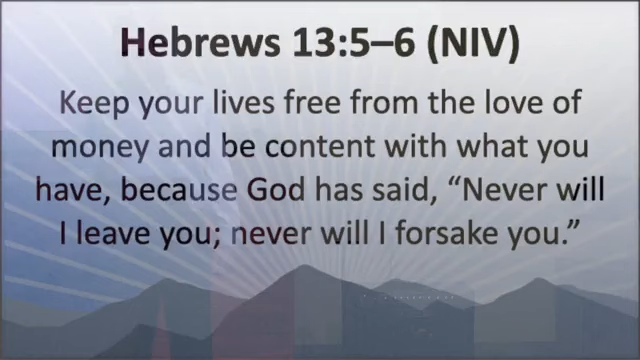 Hebrews 13:5–6 (NIV)
Keep your lives free from the love of
money and be content with what you
have, because God has said, “Never will
I leave you; never will I forsake you.”